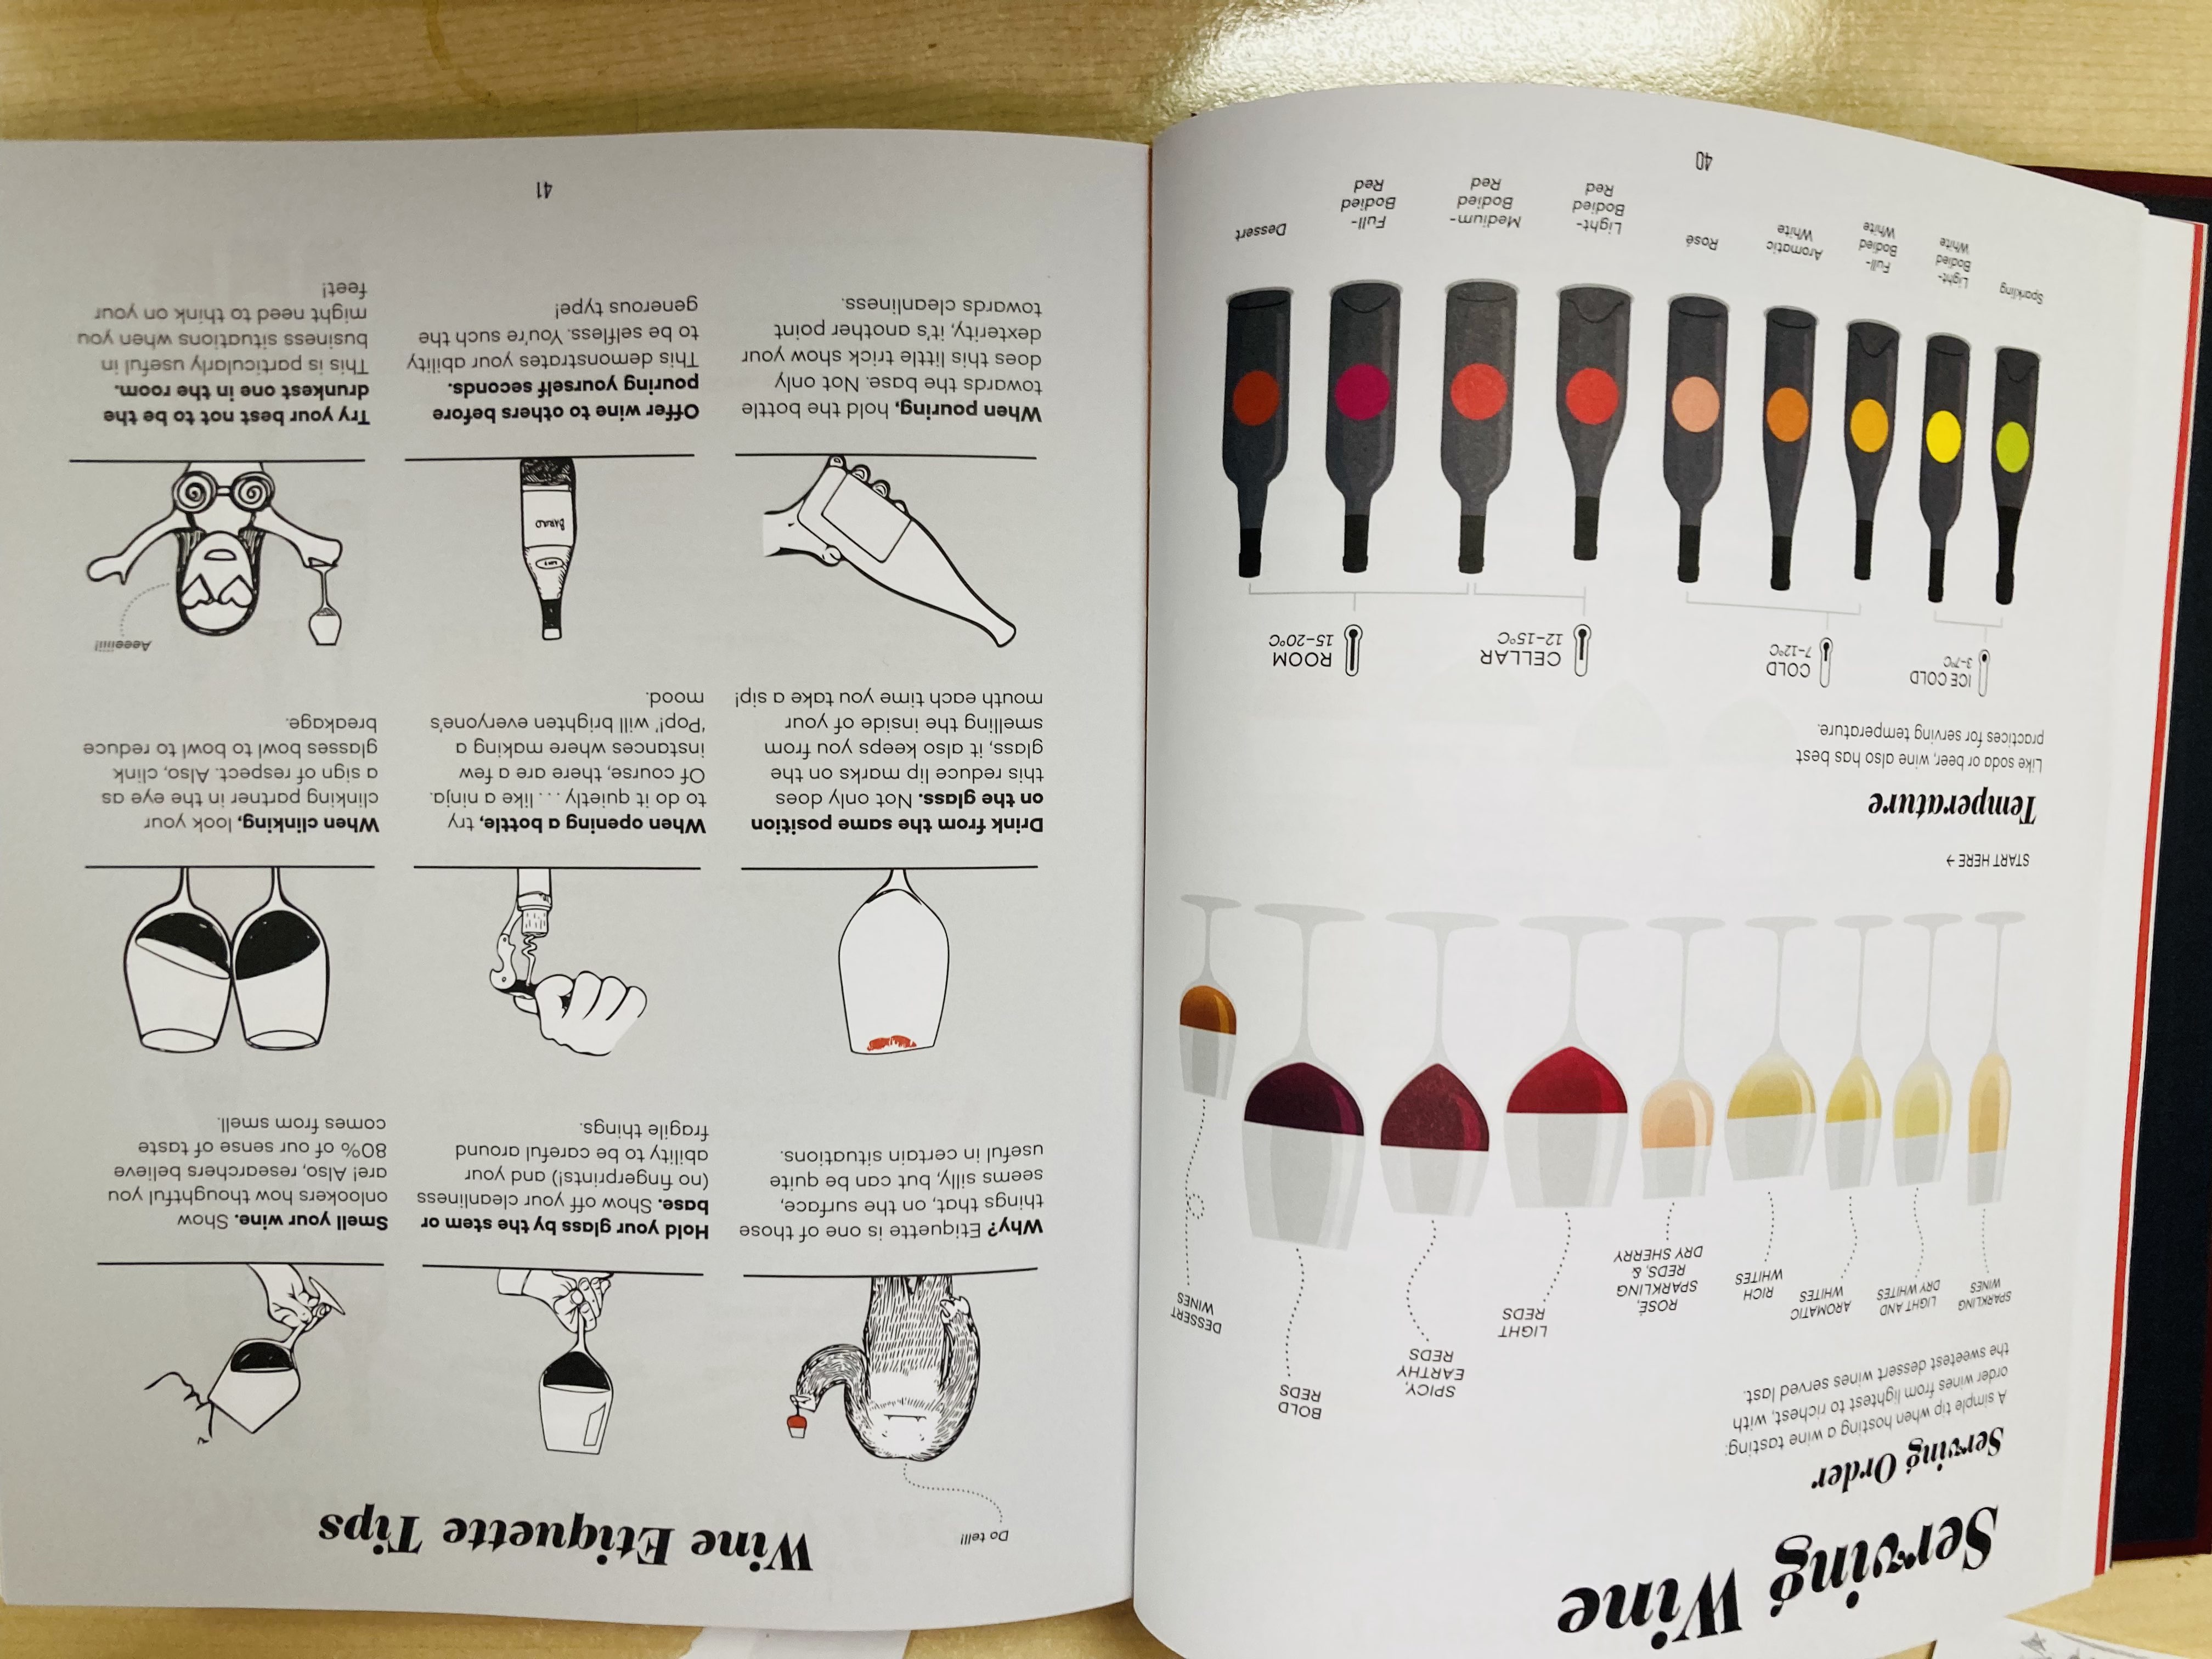 Serving Wine
Serving Order
A simple tip when hosting a wine tasting:
order wines from lightest to richest, with
the sweetest dessert wines served last.
SPARKLING
WINES
LIGHT AND
DRY WHITES
AROMATIC
WHITES
RICH
WHITES
ROSÉ,
SPARKLING
REDS, &
DRY SHERRY
LIGHT
REDS
SPICY,
EARTHY
REDS
BOLD
REDS
DESSERT
WINES
START HERE →
Temperature
Like soda or beer, wine also has best
practices for serving temperature.
ICE COLD
3–7°C
COLD
7–12°C
CELLAR
12–15°C
ROOM
15–20°C
Sparkling
Light-
Bodied
White
Full-
Bodied
White
Aromatic
White
Rosé
Light-
Bodied
Red
Medium-
Bodied
Red
Full-
Bodied
Red
Dessert
40
Wine Etiquette Tips
Do tell!
Why? Etiquette is one of those
things that, on the surface,
seems silly, but can be quite
useful in certain situations.
Hold your glass by the stem or
base. Show off your cleanliness
(no fingerprints!) and your
ability to be careful around
fragile things.
Smell your wine. Show
onlookers how thoughtful you
are! Also, researchers believe
80% of our sense of taste
comes from smell.
Drink from the same position
on the glass. Not only does
this reduce lip marks on the
glass, it also keeps you from
smelling the inside of your
mouth each time you take a sip!
When opening a bottle, try
to do it quietly . . . like a ninja.
Of course, there are a few
instances where making a
‘Pop!’ will brighten everyone’s
mood.
When clinking, look your
clinking partner in the eye as
a sign of respect. Also, clink
glasses bowl to bowl to reduce
breakage.
When pouring, hold the bottle
towards the base. Not only
does this little trick show your
dexterity, it’s another point
towards cleanliness.
BAROLO
Offer wine to others before
pouring yourself seconds.
This demonstrates your ability
to be selfless. You’re such the
generous type!
Aeeeiiii!
Try your best not to be the
drunkest one in the room.
This is particularly useful in
business situations when you
might need to think on your
feet!
41